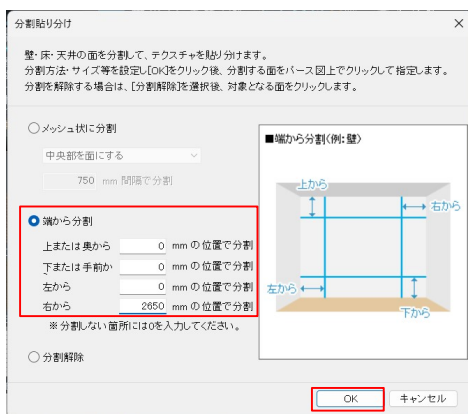 分割貼り分け
壁・床・天井の面を分割して、テクスチャを貼り分けます。
分割方法・サイズ等を設定し[OK]をクリック後、分割する面をパース図上でクリックして指定します。
分割を解除する場合は、[分割解除]を選択後、対象となる面をクリックします。
メッシュ状に分割
中央部を面にする
750 mm 間隔で分割
端から分割
上または奥から 0 mm の位置で分割
下または手前か 0 mm の位置で分割
左から 0 mm の位置で分割
右から 2650 mm の位置で分割
※分割しない箇所には0を入力してください。
分割解除
■端から分割(例:壁)
上から
右から
左から
下から
OK
キャンセル